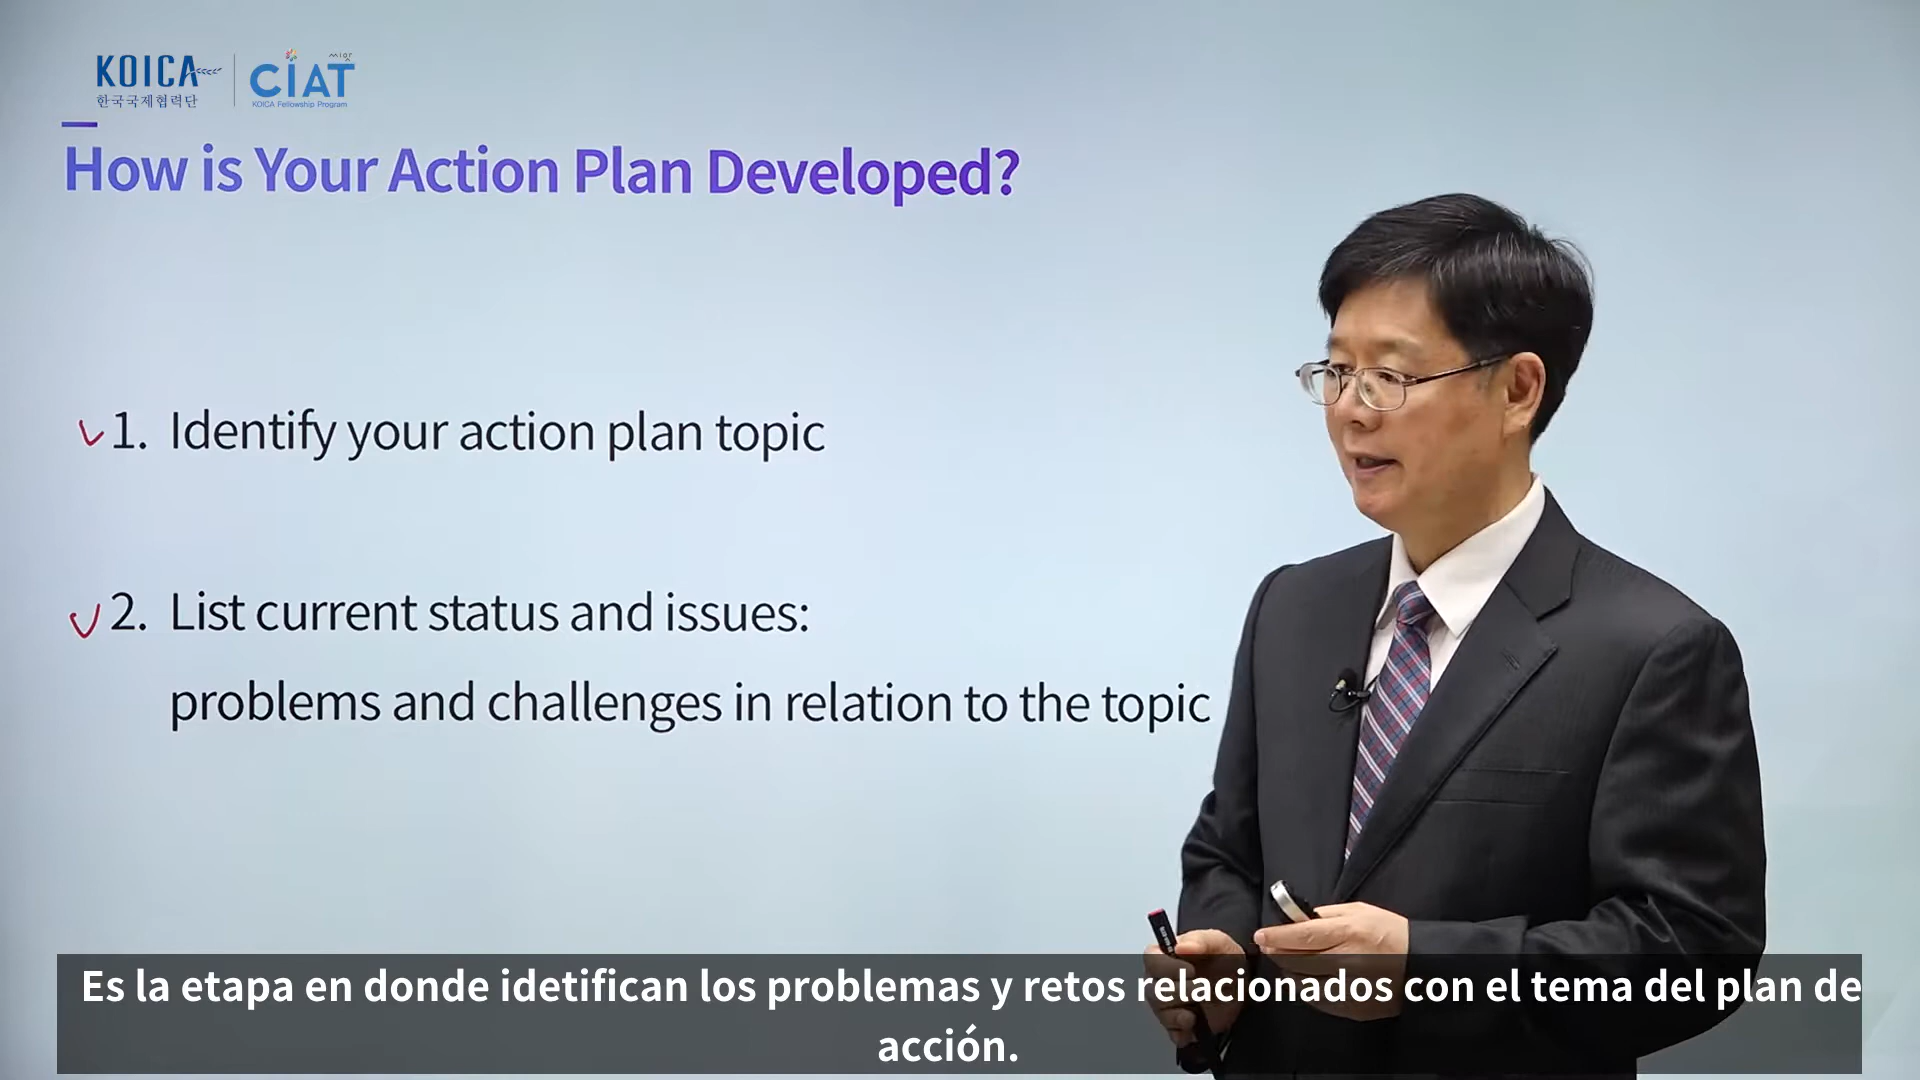 KOICA
한국국제협력단
CIAT
KOICA Fellowship Program
How is Your Action Plan Developed?
1. Identify your action plan topic
2. List current status and issues:
problems and challenges in relation to the topic
Es la etapa en donde idetifican los problemas y retos relacionados con el tema del plan de
acción.